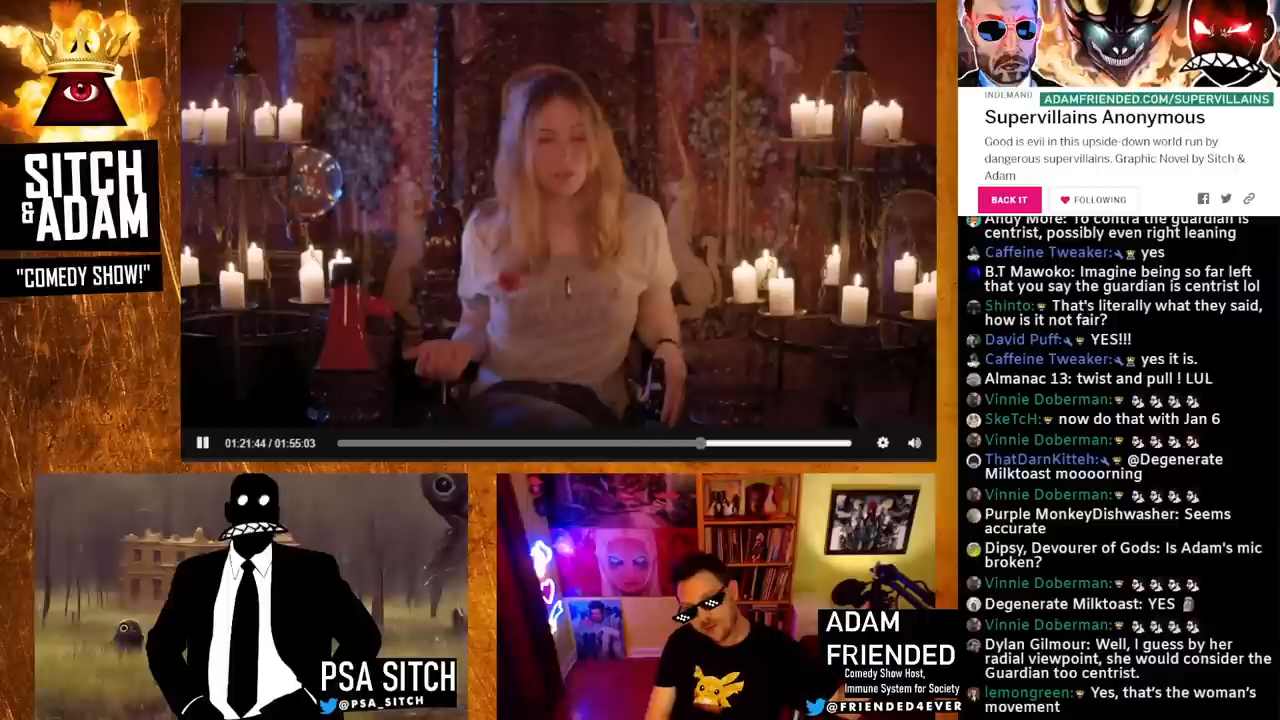 SITCH
& ADAM
"COMEDY SHOW!"
01:21:44 / 01:55:03
PSA SITCH
@PSA_SITCH
ADAM
FRIENDED
Comedy Show Host,
Immune System for Society
@FRIENDED4EVER
INDEMAND
ADAMFRIENDED.COM/SUPERVILLAINS
Supervillains Anonymous
Good is evil in this upside-down world run by
dangerous supervillains. Graphic Novel by Sitch &
Adam
BACK IT
FOLLOWING
Andy More: To contra the guardian is
centrist, possibly even right leaning
Caffeine Tweaker: yes
B.T Mawoko: Imagine being so far left
that you say the guardian is centrist lol
Shinto: That's literally what they said,
how is it not fair?
David Puff: YES!!!
Caffeine Tweaker: yes it is.
Almanac 13: twist and pull ! LUL
Vinnie Doberman:
SkeTcH: now do that with Jan 6
Vinnie Doberman:
ThatDarnKitteh: @Degenerate
Milktoast moooorning
Vinnie Doberman:
Purple MonkeyDishwasher: Seems
accurate
Dipsy, Devourer of Gods: Is Adam's mic
broken?
Vinnie Doberman:
Degenerate Milktoast: YES
Vinnie Doberman:
Dylan Gilmour: Well, I guess by her
radial viewpoint, she would consider the
Guardian too centrist.
lemongreen: Yes, that's the woman's
movement